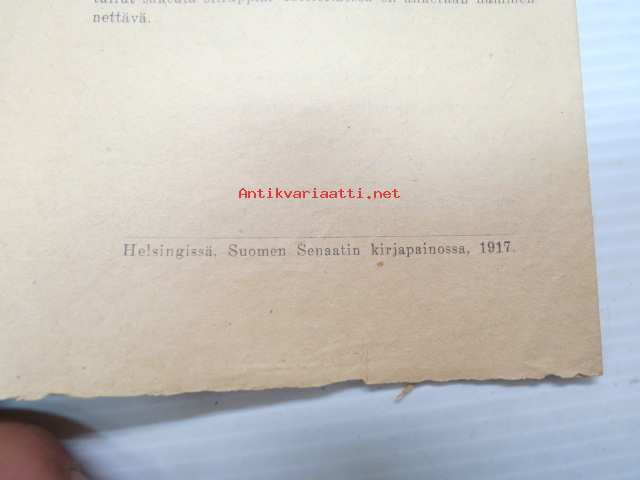 nettävä.
Antikvariaatti.net
Helsingissä, Suomen Senaatin kirjapainossa, 1917.